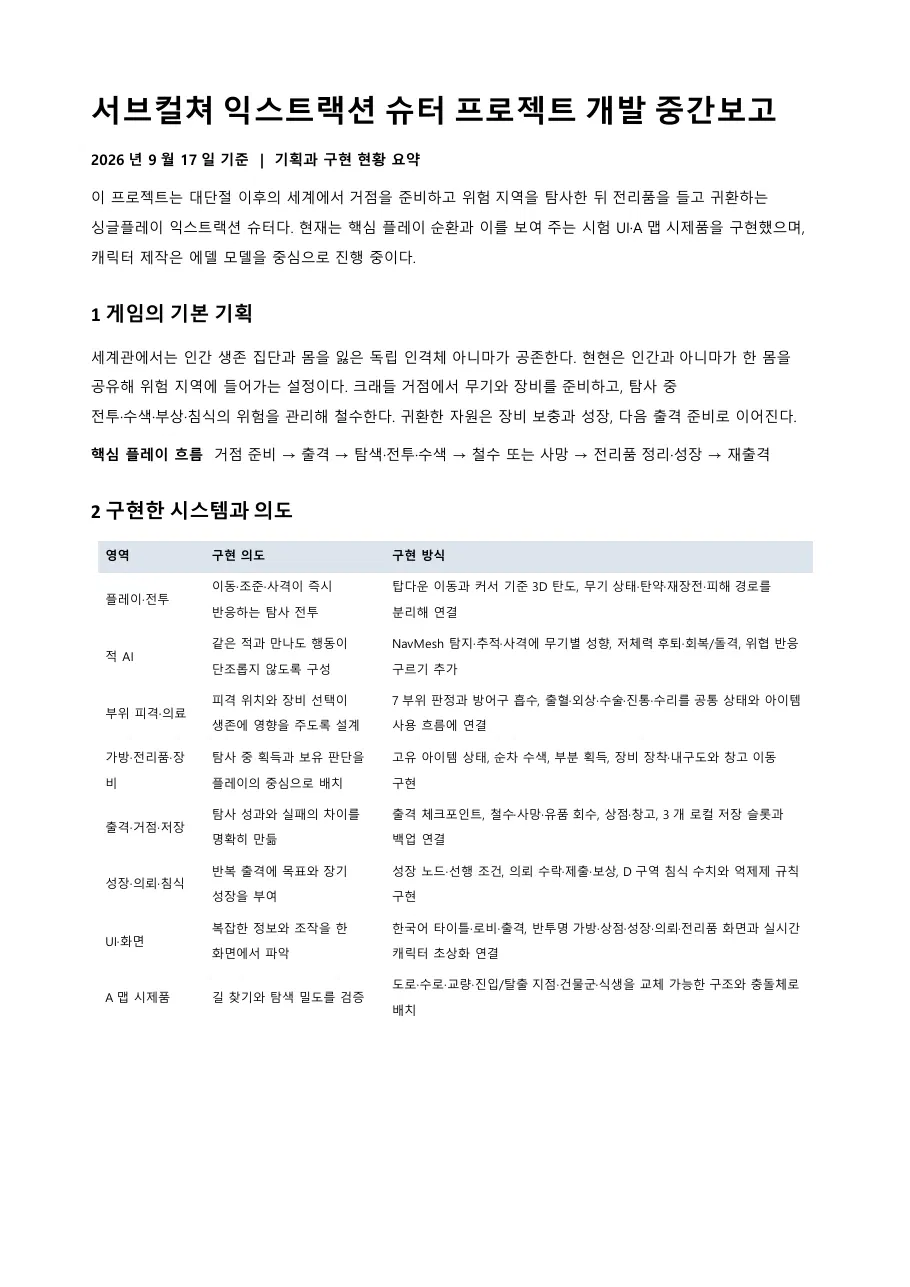 서브컬쳐 익스트랙션 슈터 프로젝트 개발 중간보고
2026 년 9 월 17 일 기준 | 기획과 구현 현황 요약
이 프로젝트는 대단절 이후의 세계에서 거점을 준비하고 위험 지역을 탐사한 뒤 전리품을 들고 귀환하는
싱글플레이 익스트랙션 슈터다. 현재는 핵심 플레이 순환과 이를 보여 주는 시험 UI·A 맵 시제품을 구현했으며,
캐릭터 제작은 에델 모델을 중심으로 진행 중이다.
1 게임의 기본 기획
세계관에서는 인간 생존 집단과 몸을 잃은 독립 인격체 아니마가 공존한다. 현현은 인간과 아니마가 한 몸을
공유해 위험 지역에 들어가는 설정이다. 크래들 거점에서 무기와 장비를 준비하고, 탐사 중
전투·수색·부상·침식의 위험을 관리해 철수한다. 귀환한 자원은 장비 보충과 성장, 다음 출격 준비로 이어진다.
핵심 플레이 흐름 거점 준비 → 출격 → 탐색·전투·수색 → 철수 또는 사망 → 전리품 정리·성장 → 재출격
2 구현한 시스템과 의도
영역 구현 의도 구현 방식
플레이·전투
이동·조준·사격이 즉시
반응하는 탐사 전투
탑다운 이동과 커서 기준 3D 탄도, 무기 상태·탄약·재장전·피해 경로를
분리해 연결
적 AI
같은 적과 만나도 행동이
단조롭지 않도록 구성
NavMesh 탐지·추적·사격에 무기별 성향, 저체력 후퇴·회복/돌격, 위협 반응
구르기 추가
부위 피격·의료
피격 위치와 장비 선택이
생존에 영향을 주도록 설계
7 부위 판정과 방어구 흡수, 출혈·외상·수술·진통·수리를 공통 상태와 아이템
사용 흐름에 연결
가방·전리품·장
비
탐사 중 획득과 보유 판단을
플레이의 중심으로 배치
고유 아이템 상태, 순차 수색, 부분 획득, 장비 장착·내구도와 창고 이동
구현
출격·거점·저장
탐사 성과와 실패의 차이를
명확히 만듦
출격 체크포인트, 철수·사망·유품 회수, 상점·창고, 3 개 로컬 저장 슬롯과
백업 연결
성장·의뢰·침식
반복 출격에 목표와 장기
성장을 부여
성장 노드·선행 조건, 의뢰 수락·제출·보상, D 구역 침식 수치와 억제제 규칙
구현
UI·화면
복잡한 정보와 조작을 한
화면에서 파악
한국어 타이틀·로비·출격, 반투명 가방·상점·성장·의뢰·전리품 화면과 실시간
캐릭터 초상화 연결
A 맵 시제품
길 찾기와 탐색 밀도를 검증
도로·수로·교량·진입/탈출 지점·건물군·식생을 교체 가능한 구조와 충돌체로
배치